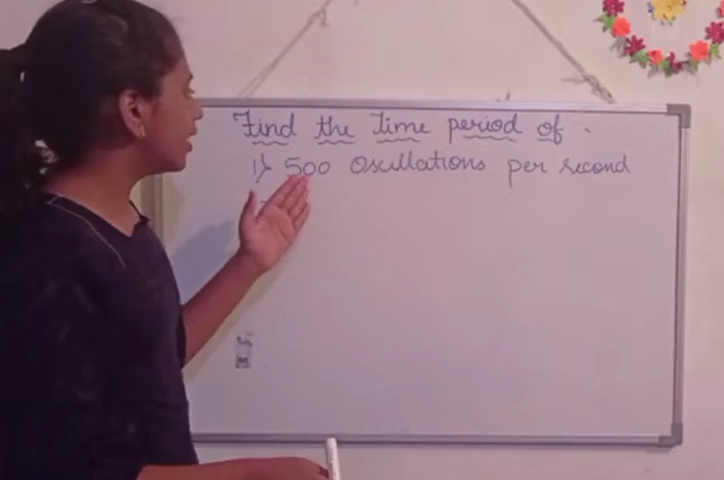 Find the Time period of.
1) 500 Oscillations per second